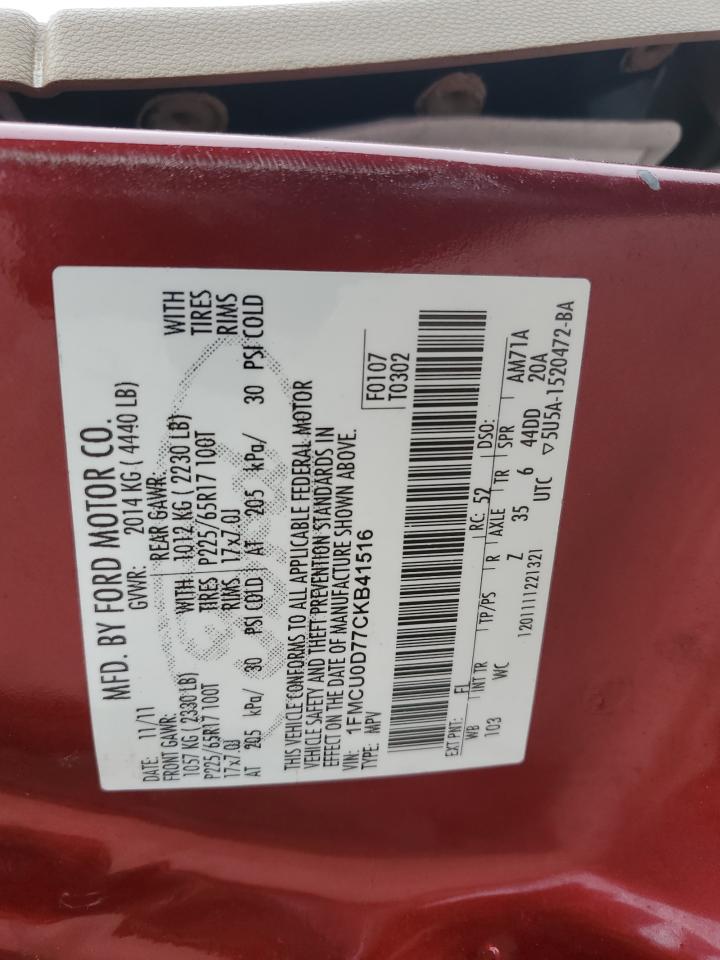 MFD. BY FORD MOTOR CO.
DATE: 11/11 GVWR: 2014 KG ( 4440 LB)
FRONT GAWR: REAR GAWR:
1057 KG ( 2330 LB) WITH 1012 KG ( 2230 LB) WITH
P225/65R17 100T TIRES P225/65R17 100T TIRES
17x7.0J RIMS 17x7.0J RIMS
AT 205 kPa/ 30 PSI COLD AT 205 kPa/ 30 PSI COLD
THIS VEHICLE CONFORMS TO ALL APPLICABLE FEDERAL MOTOR
VEHICLE SAFETY AND THEFT PREVENTION STANDARDS IN
EFFECT ON THE DATE OF MANUFACTURE SHOWN ABOVE.
VIN: 1FMCU0D77CKB41516 F0107
TYPE: MPV T0302
EXT PNT: FL RC: 52 DSO:
WB INT TR TP/PS R AXLE TR SPR AM71A
103 WC Z 35 6 44DD 20A
1201111221321 UTC ▽5U5A-1520472-BA